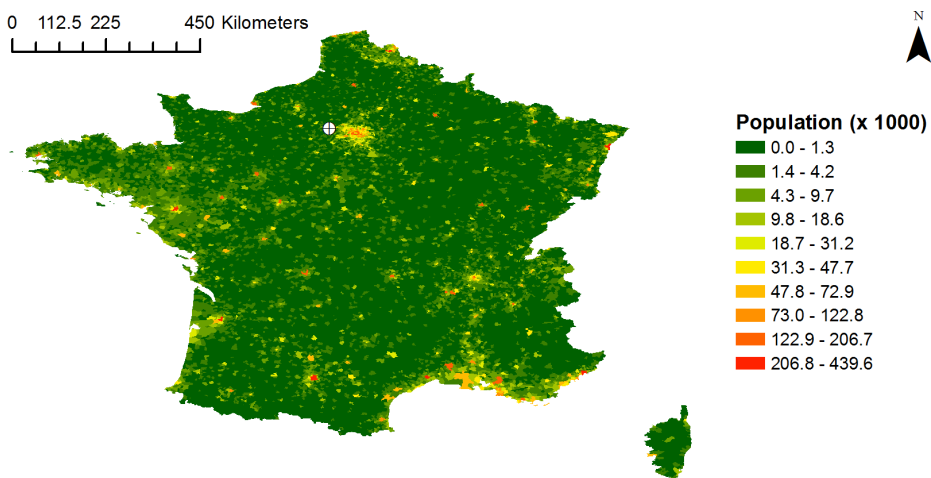 0 112.5 225 450 Kilometers
N
Population (x 1000)
0.0 - 1.3
1.4 - 4.2
4.3 - 9.7
9.8 - 18.6
18.7 - 31.2
31.3 - 47.7
47.8 - 72.9
73.0 - 122.8
122.9 - 206.7
206.8 - 439.6